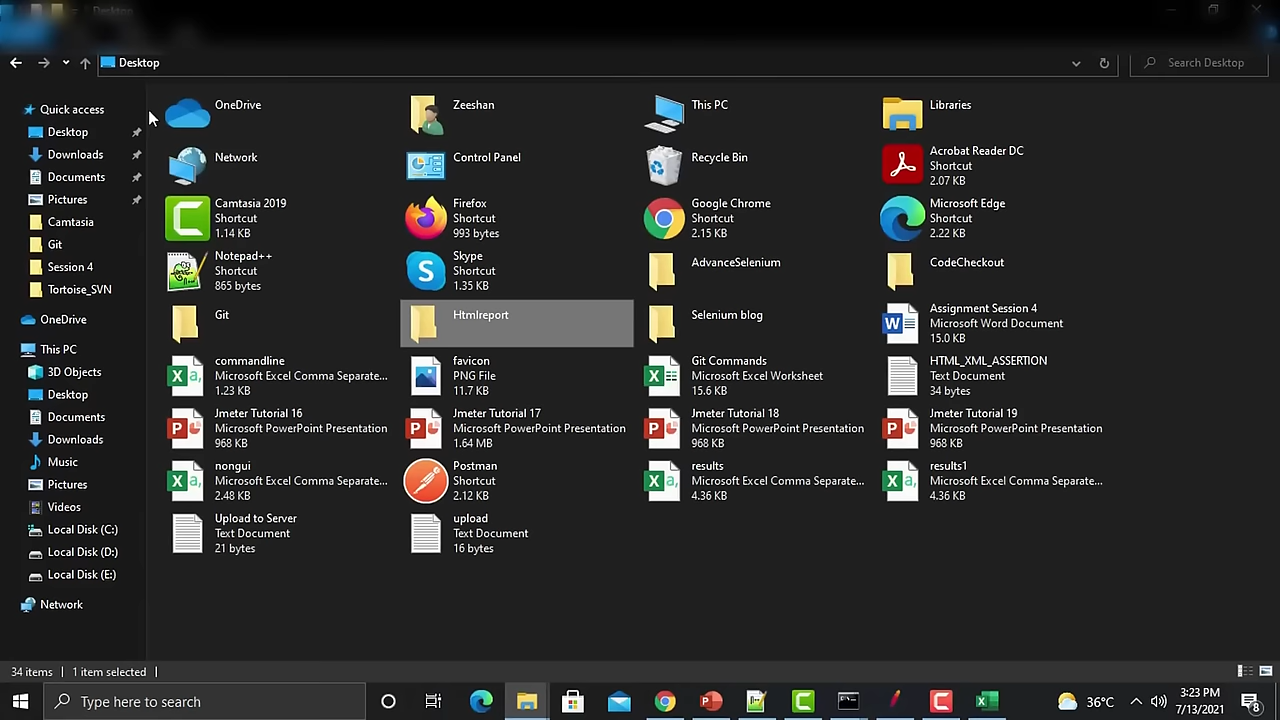 Desktop
Desktop
Search Desktop
Quick access
Desktop
Downloads
Documents
Pictures
Camtasia
Git
Session 4
Tortoise_SVN
OneDrive
This PC
3D Objects
Desktop
Documents
Downloads
Music
Pictures
Videos
Local Disk (C:)
Local Disk (D:)
Local Disk (E:)
Network
OneDrive
Zeeshan
This PC
Libraries
Network
Control Panel
Recycle Bin
Acrobat Reader DC
Shortcut
2.07 KB
Camtasia 2019
Shortcut
1.14 KB
Firefox
Shortcut
993 bytes
Google Chrome
Shortcut
2.15 KB
Microsoft Edge
Shortcut
2.22 KB
Notepad++
Shortcut
865 bytes
Skype
Shortcut
1.35 KB
AdvanceSelenium
CodeCheckout
Git
Htmlreport
Selenium blog
Assignment Session 4
Microsoft Word Document
15.0 KB
commandline
Microsoft Excel Comma Separate...
1.23 KB
favicon
PNG File
11.7 KB
Git Commands
Microsoft Excel Worksheet
15.6 KB
HTML_XML_ASSERTION
Text Document
34 bytes
Jmeter Tutorial 16
Microsoft PowerPoint Presentation
968 KB
Jmeter Tutorial 17
Microsoft PowerPoint Presentation
1.64 MB
Jmeter Tutorial 18
Microsoft PowerPoint Presentation
968 KB
Jmeter Tutorial 19
Microsoft PowerPoint Presentation
968 KB
nongui
Microsoft Excel Comma Separate...
2.48 KB
Postman
Shortcut
2.12 KB
results
Microsoft Excel Comma Separate...
4.36 KB
results1
Microsoft Excel Comma Separate...
4.36 KB
Upload to Server
Text Document
21 bytes
upload
Text Document
16 bytes
34 items
1 item selected
Type here to search
36°C
3:23 PM
7/13/2021
8